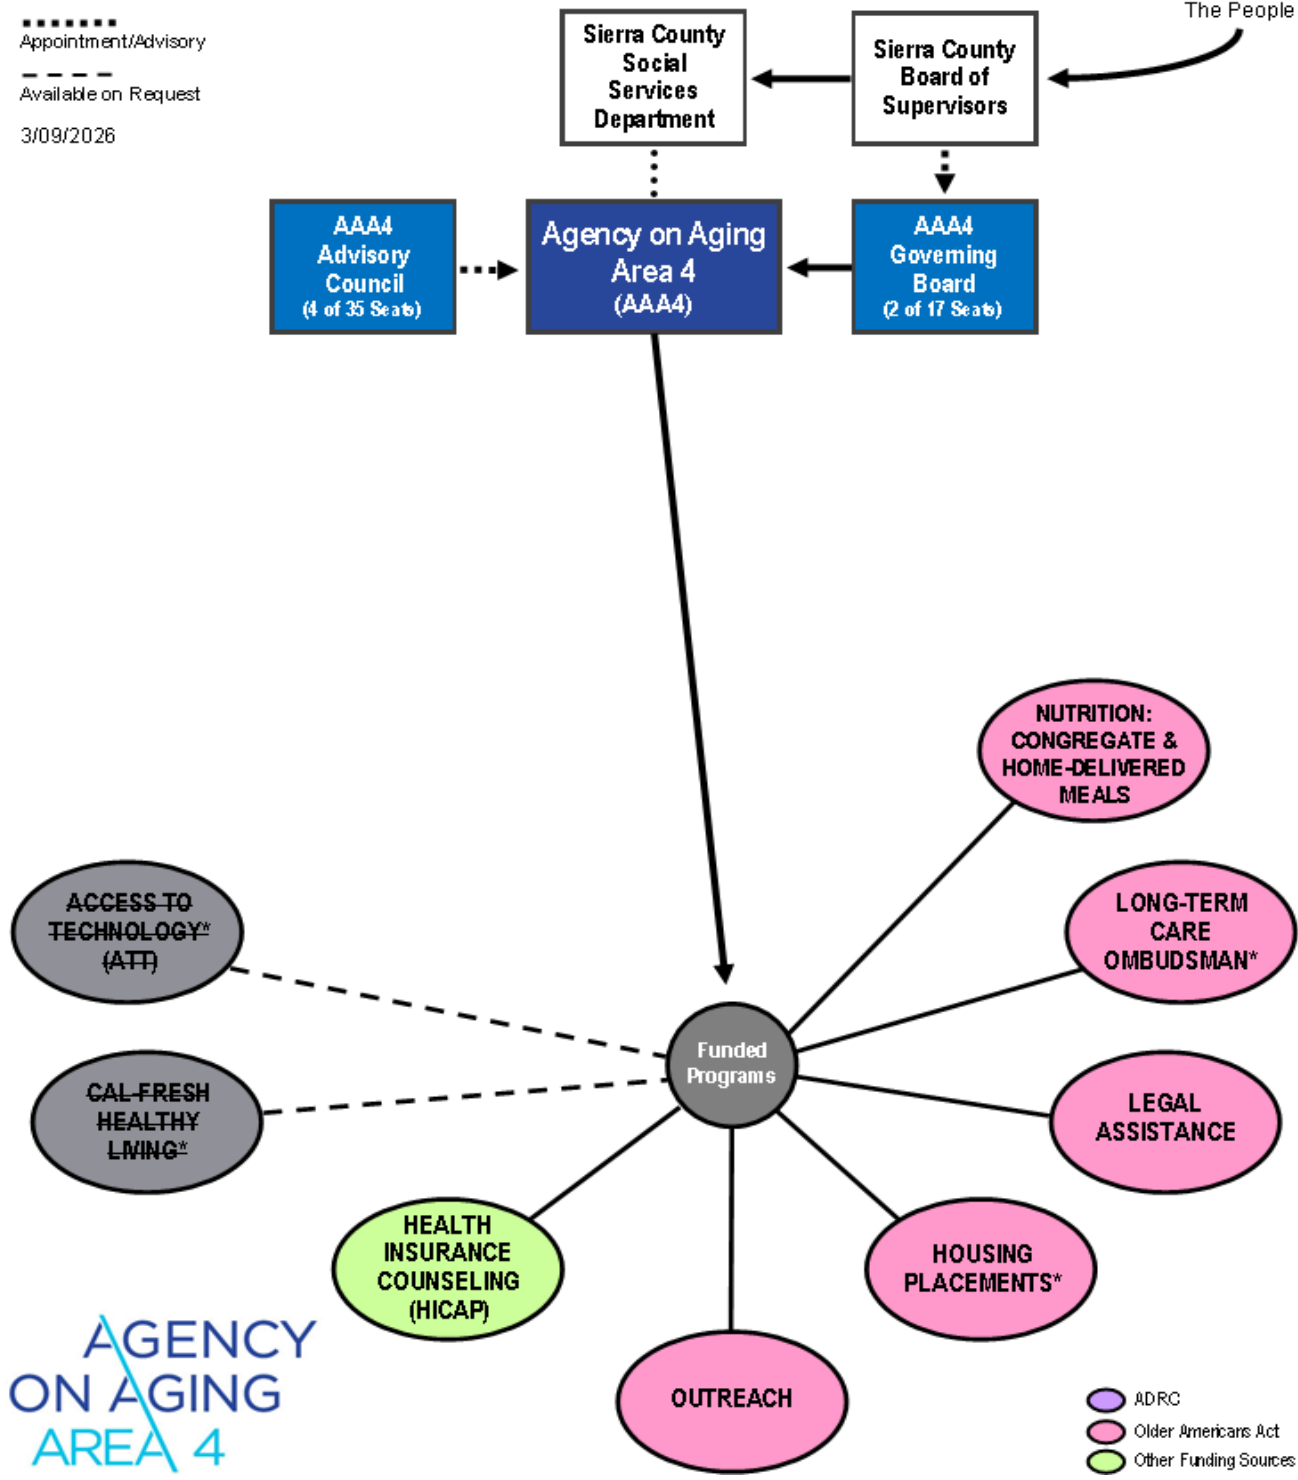 Appointment/Advisory
Available on Request
3/09/2026
The People
Sierra County
Social
Services
Department
Sierra County
Board of
Supervisors
AAA4
Advisory
Council
(4 of 35 Seats)
Agency on Aging
Area 4
(AAA4)
AAA4
Governing
Board
(2 of 17 Seats)
NUTRITION:
CONGREGATE &
HOME-DELIVERED
MEALS
ACCESS TO
TECHNOLOGY*
(ATT)
LONG-TERM
CARE
OMBUDSMAN*
Funded
Programs
CAL-FRESH
HEALTHY
LIVING*
LEGAL
ASSISTANCE
HEALTH
INSURANCE
COUNSELING
(HICAP)
HOUSING
PLACEMENTS*
OUTREACH
AGENCY
ON AGING
AREA 4
ADRC
Older Americans Act
Other Funding Sources